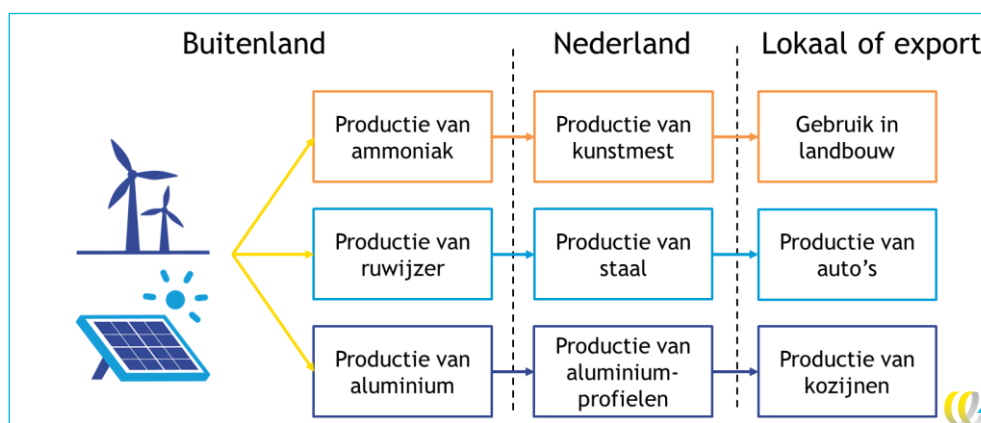 Buitenland
Nederland
Lokaal of export
Productie van
ammoniak
Productie van
kunstmest
Gebruik in
landbouw
Productie van
ruwijzer
Productie van
staal
Productie van
auto’s
Productie van
aluminium
Productie van
aluminium-
profielen
Productie van
kozijnen